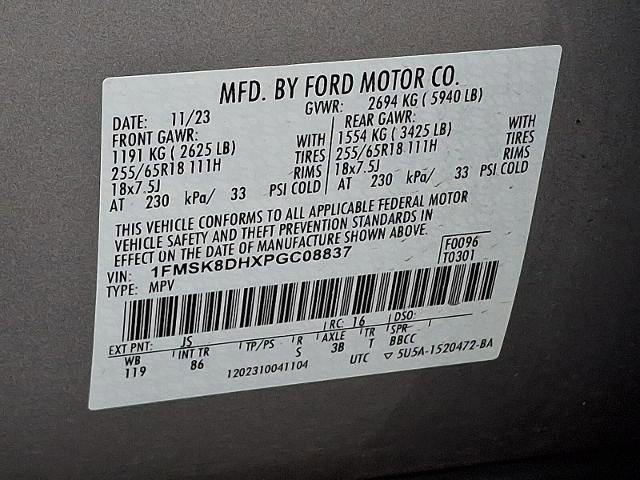 MFD. BY FORD MOTOR CO.
DATE: 11/23 GVWR: 2694 KG ( 5940 LB)
FRONT GAWR: REAR GAWR:
1191 KG ( 2625 LB) WITH 1554 KG ( 3425 LB) WITH
255/65R18 111H TIRES 255/65R18 111H TIRES
18x7.5J RIMS 18x7.5J RIMS
AT 230 kPa/ 33 PSI COLD AT 230 kPa/ 33 PSI COLD
THIS VEHICLE CONFORMS TO ALL APPLICABLE FEDERAL MOTOR
VEHICLE SAFETY AND THEFT PREVENTION STANDARDS IN
EFFECT ON THE DATE OF MANUFACTURE SHOWN ABOVE.
VIN: 1FMSK8DHXPGC08837 F0096
TYPE: MPV T0301
EXT PNT: JS RC: 16 DSO:
WB INT TR TP/PS R AXLE TR SPR
119 86 S 3B T BBCC
1202310041104 UTC ▽ 5U5A-1520472-BA